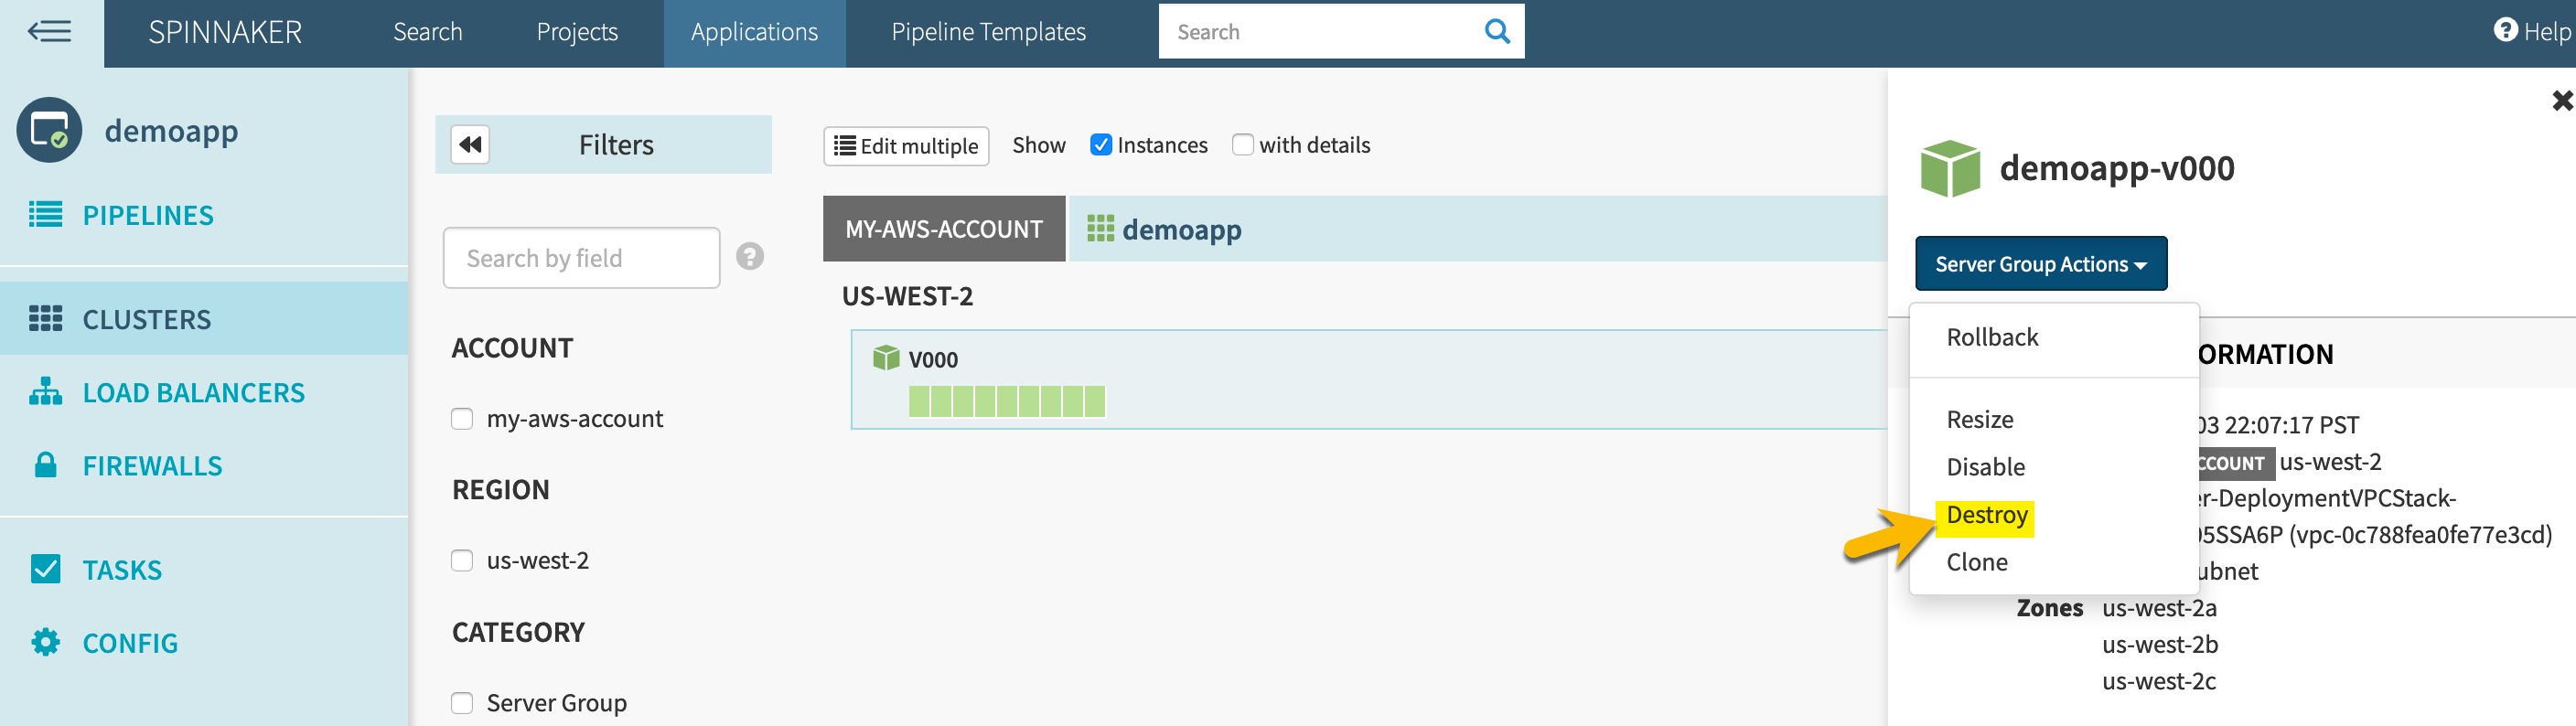 SPINNAKER Search Projects Applications Pipeline Templates Search Help
demoapp
PIPELINES
CLUSTERS
LOAD BALANCERS
FIREWALLS
TASKS
CONFIG
Filters
Search by field
ACCOUNT
my-aws-account
REGION
us-west-2
CATEGORY
Server Group
Edit multiple Show Instances with details
MY-AWS-ACCOUNT demoapp
US-WEST-2
V000
demoapp-v000
Server Group Actions
Rollback
Resize
Disable
Destroy
Clone
ORMATION
03 22:07:17 PST
CCOUNT us-west-2
er-DeploymentVPCStack-
95SSA6P (vpc-0c788fea0fe77e3cd)
ubnet
Zones us-west-2a
us-west-2b
us-west-2c